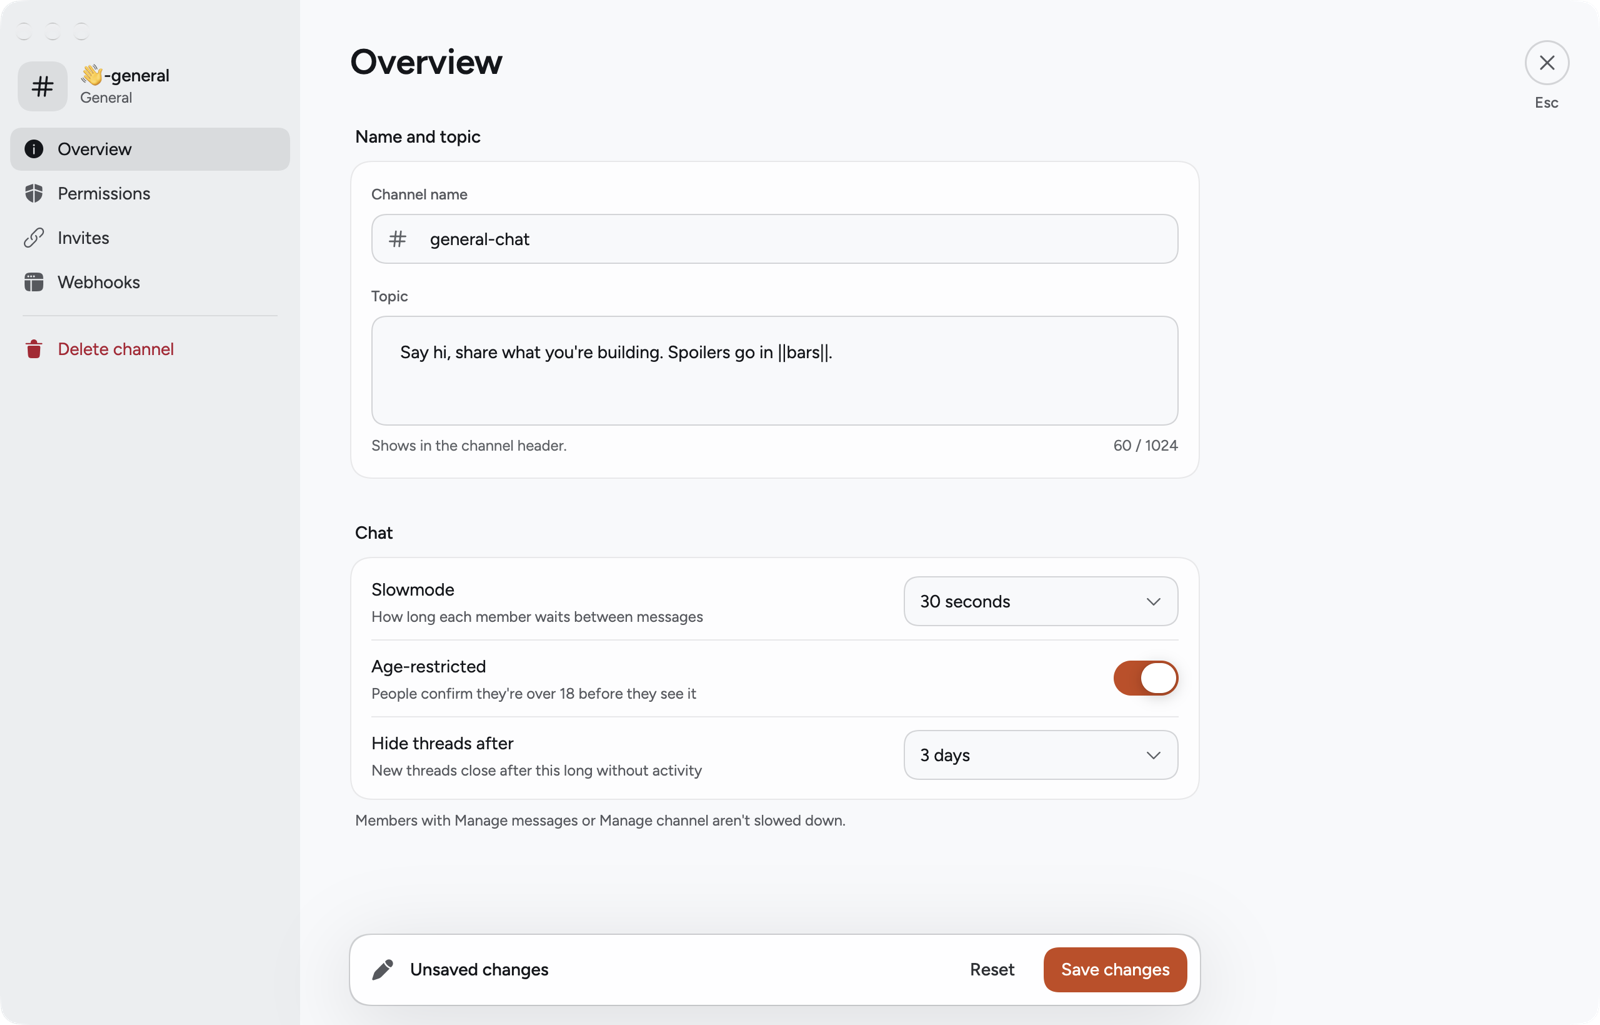 #
👋-general
General
Overview
Permissions
Invites
Webhooks
Delete channel
Overview
Esc
Name and topic
Channel name
# general-chat
Topic
Say hi, share what you're building. Spoilers go in ||bars||.
Shows in the channel header. 60 / 1024
Chat
Slowmode
How long each member waits between messages
30 seconds
Age-restricted
People confirm they're over 18 before they see it
Hide threads after
New threads close after this long without activity
3 days
Members with Manage messages or Manage channel aren't slowed down.
Unsaved changes Reset Save changes